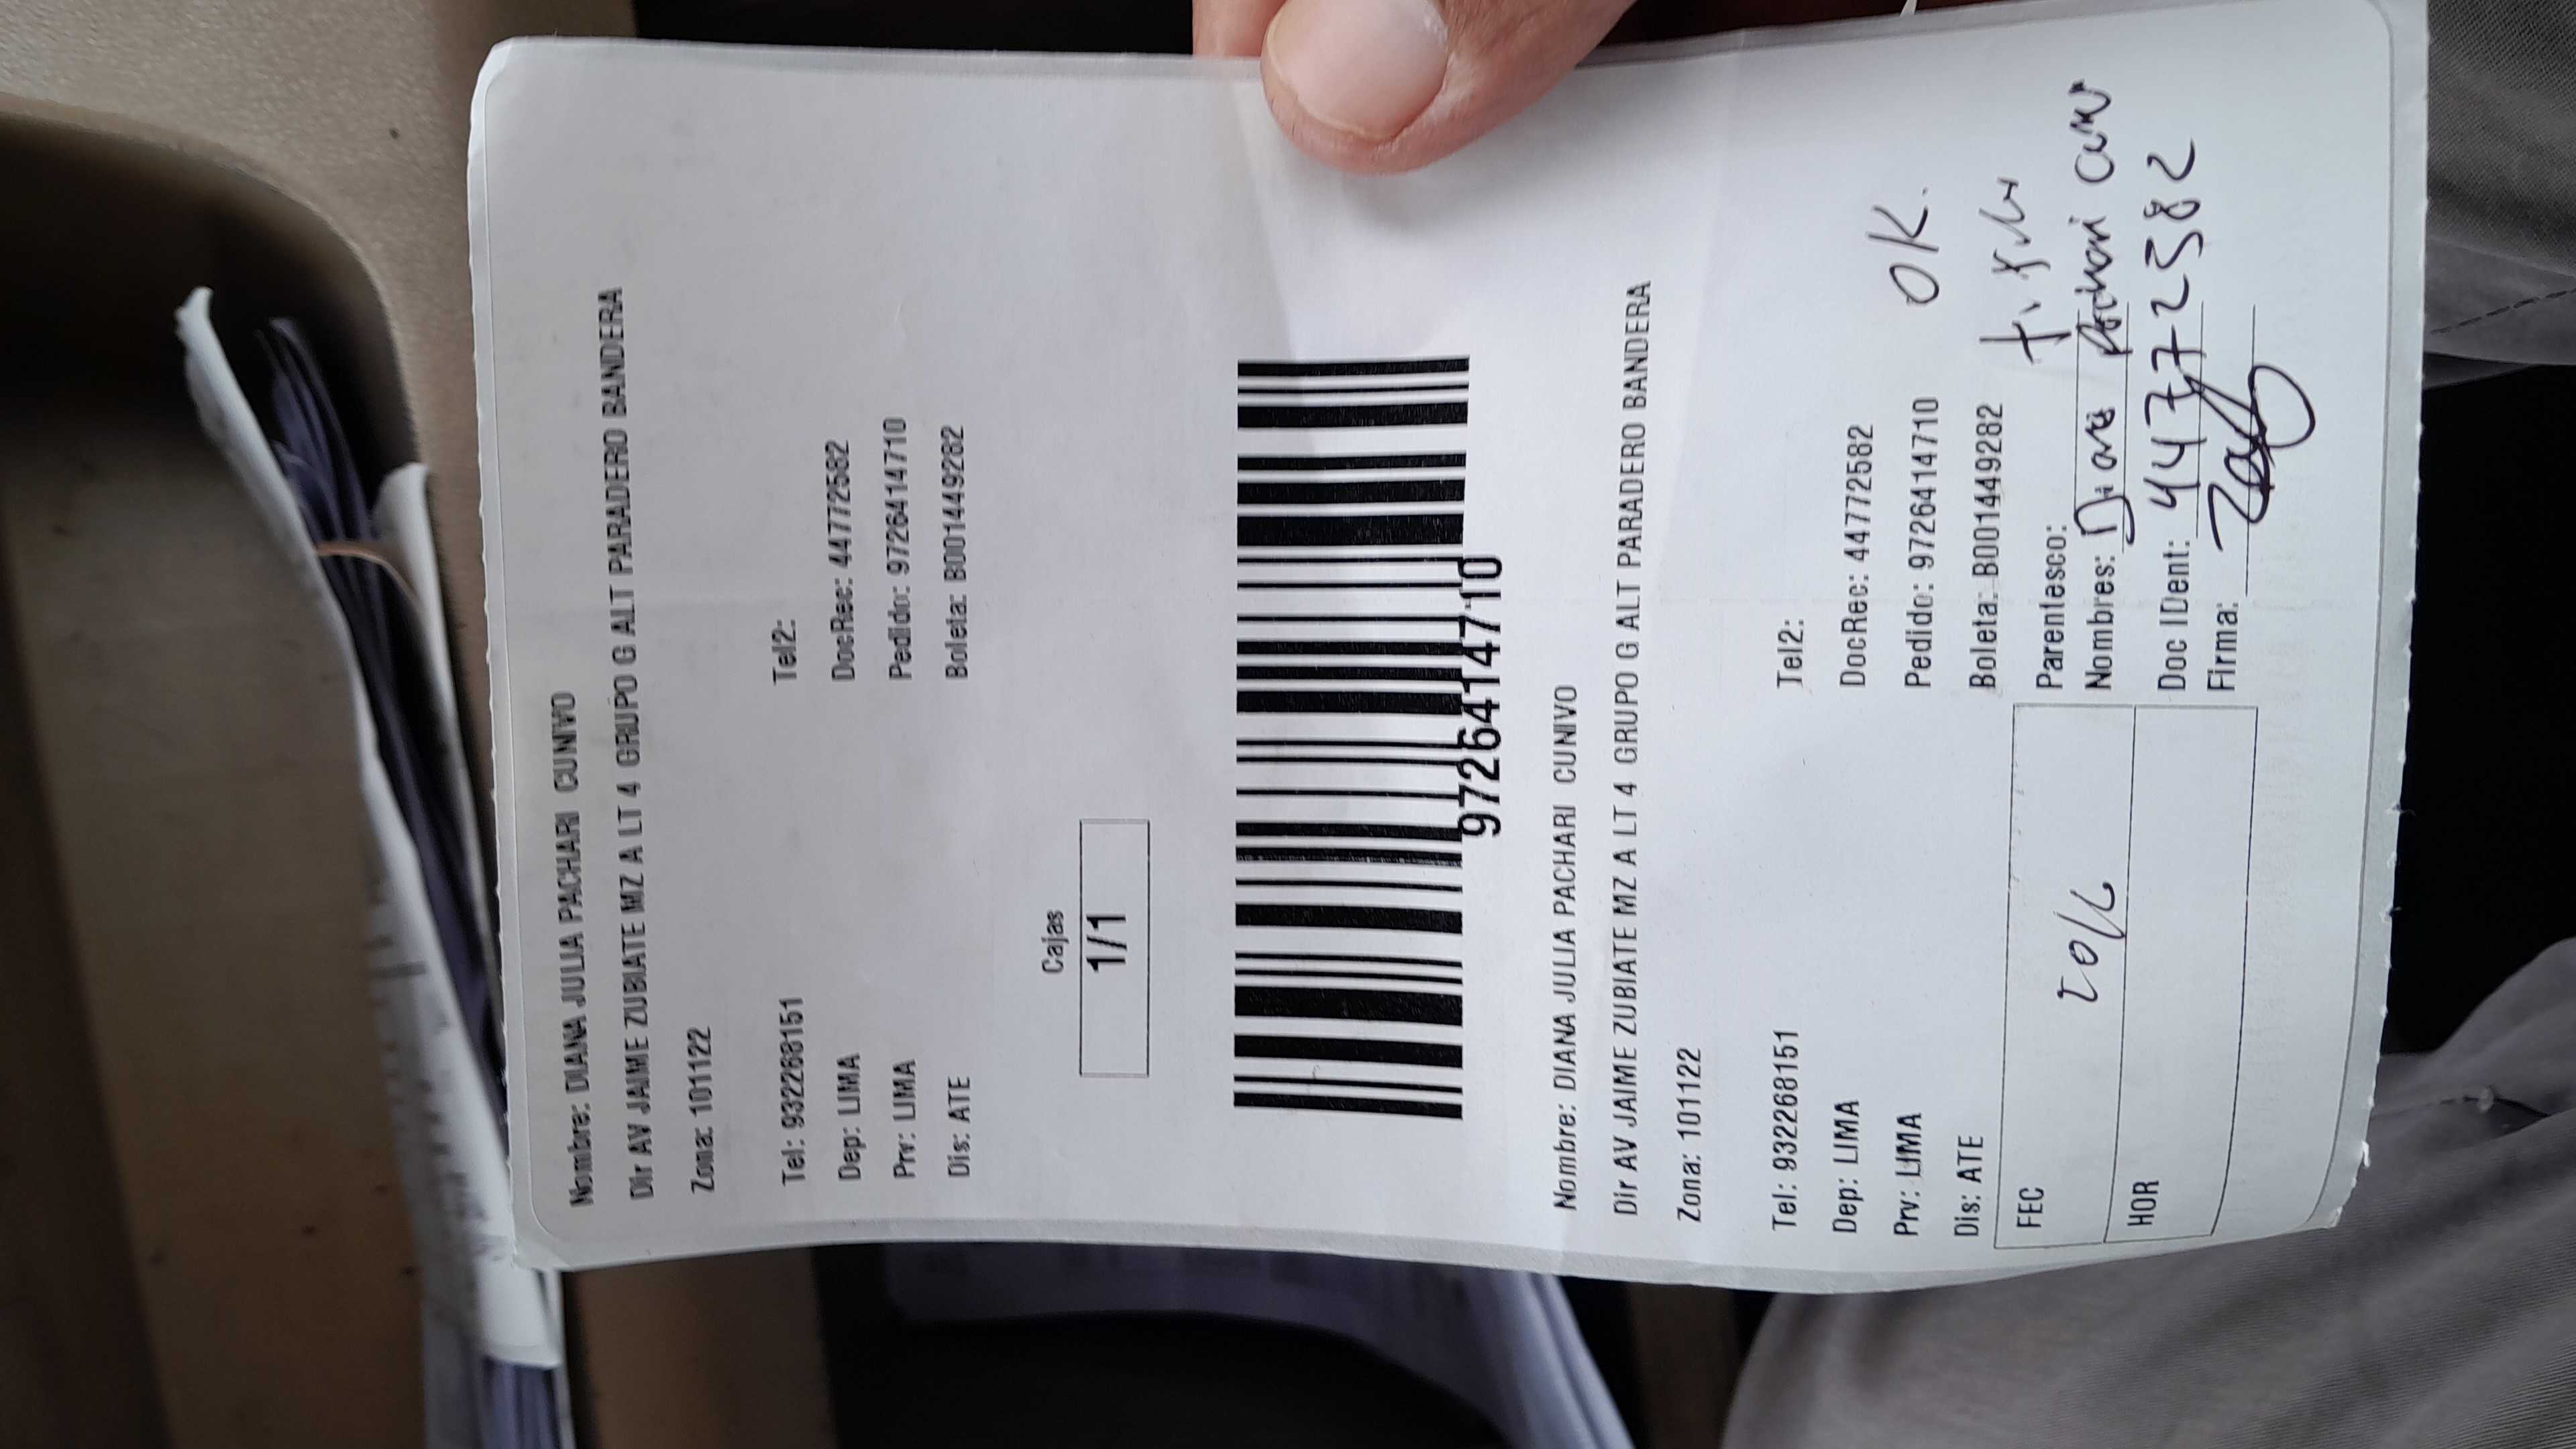 Nombre: DIANA JULIA PACHARI CUNIVO
Dir AV JAIME ZUBIATE MZ A LT 4 GRUPO G ALT PARADERO BANDERA
Zona: 101122
Tel: 932268151 Tel2:
Dep: LIMA DocRec: 44772582
Prv: LIMA Pedido: 9726414710
Dis: ATE Boleta: B001449282
Cajas
1/1
9726414710
Nombre: DIANA JULIA PACHARI CUNIVO
Dir AV JAIME ZUBIATE MZ A LT 4 GRUPO G ALT PARADERO BANDERA
Zona: 101122
Tel: 932268151 Tel2:
Dep: LIMA DocRec: 44772582
Prv: LIMA Pedido: 9726414710 OK.
Dis: ATE Boleta: B001449282
FEC Parentesco:
Nombres:
HOR Doc IDent: 44772582
Firma: